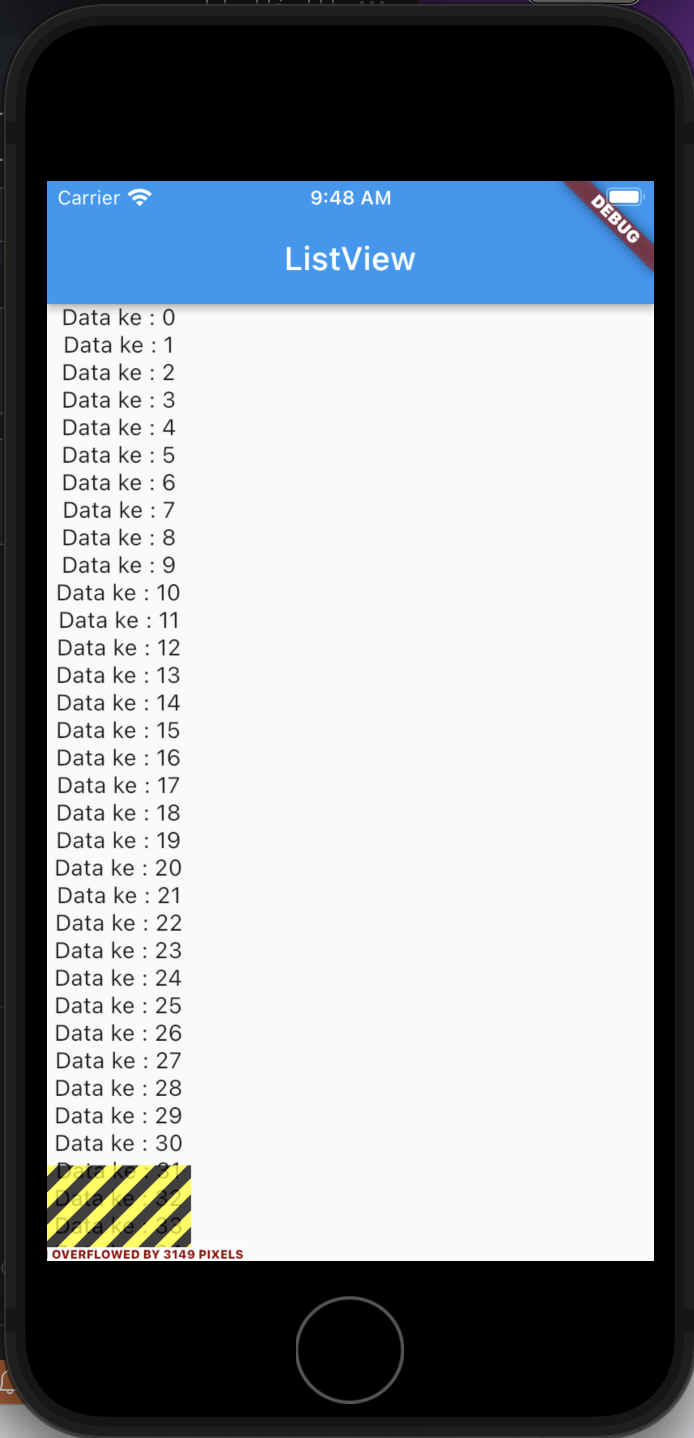 Carrier 9:48 AM
DEBUG
ListView
Data ke : 0
Data ke : 1
Data ke : 2
Data ke : 3
Data ke : 4
Data ke : 5
Data ke : 6
Data ke : 7
Data ke : 8
Data ke : 9
Data ke : 10
Data ke : 11
Data ke : 12
Data ke : 13
Data ke : 14
Data ke : 15
Data ke : 16
Data ke : 17
Data ke : 18
Data ke : 19
Data ke : 20
Data ke : 21
Data ke : 22
Data ke : 23
Data ke : 24
Data ke : 25
Data ke : 26
Data ke : 27
Data ke : 28
Data ke : 29
Data ke : 30
Data ke : 31
Data ke : 32
Data ke : 33
OVERFLOWED BY 3149 PIXELS